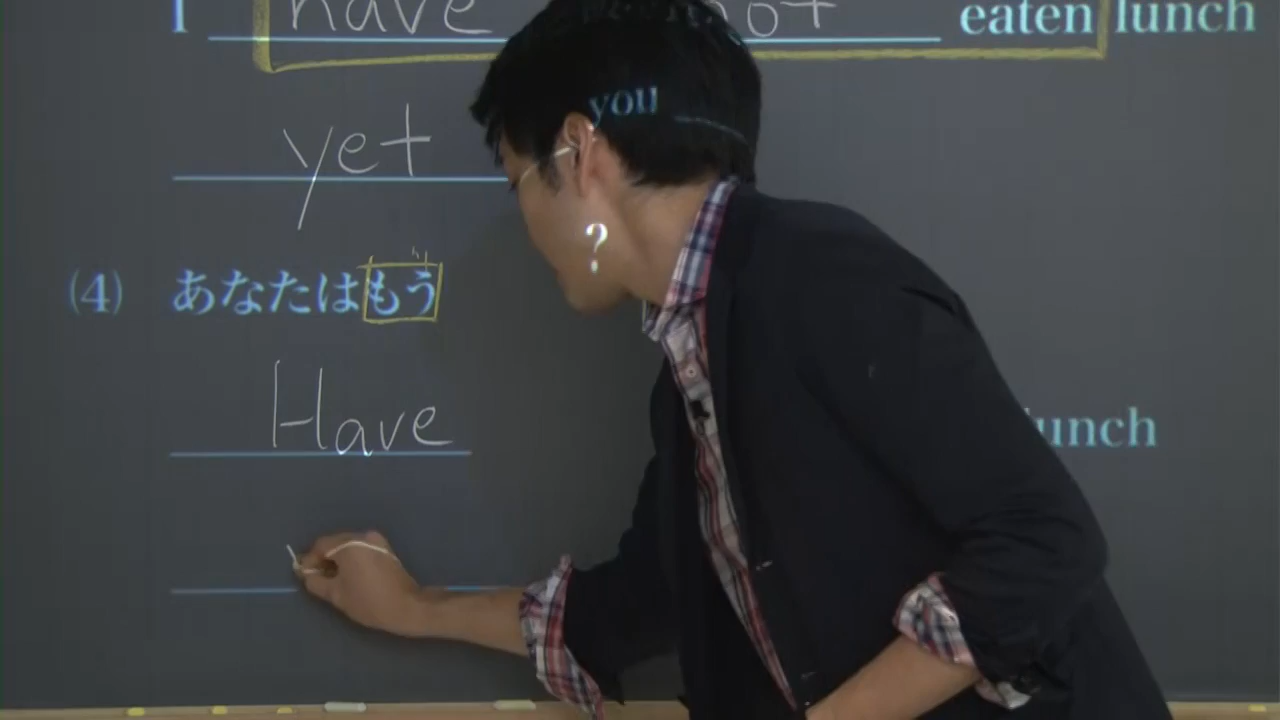 I have not eaten lunch
yet
(4) あなたはもう
you
?
Have lunch